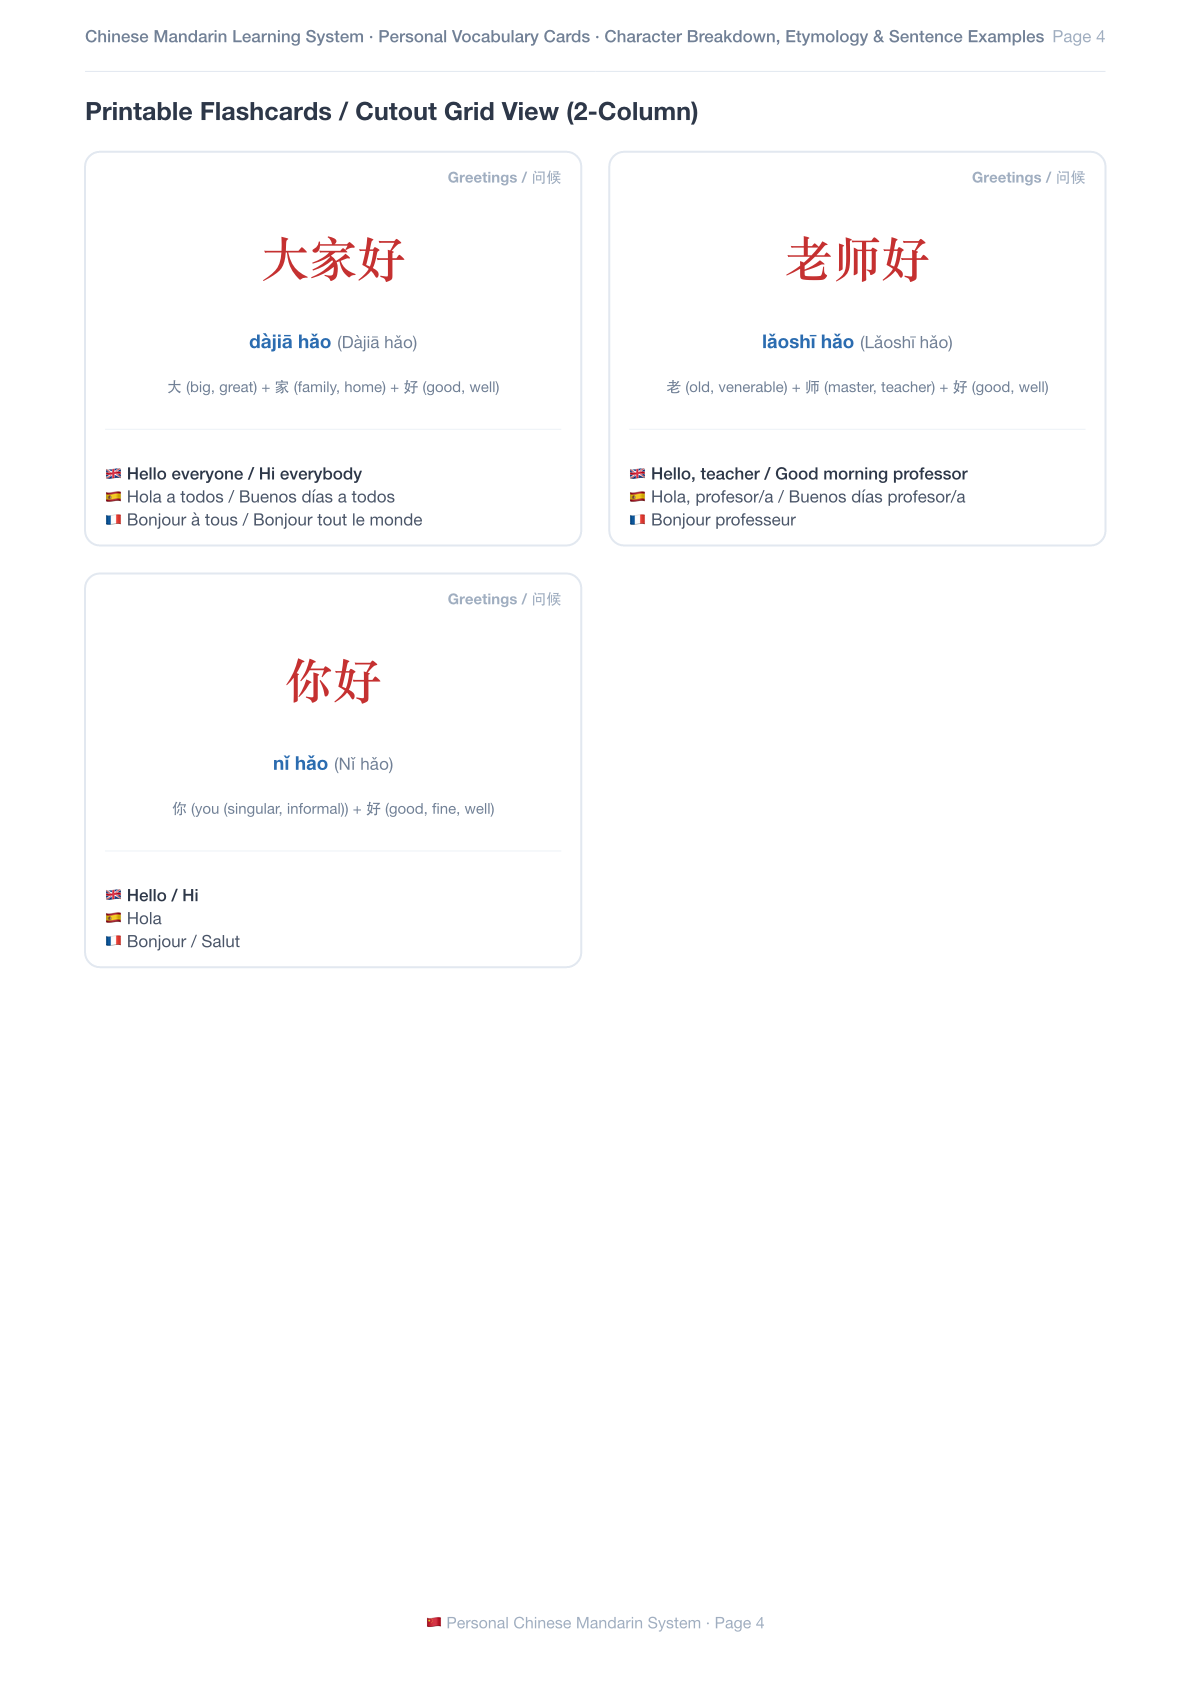 Chinese Mandarin Learning System · Personal Vocabulary Cards · Character Breakdown, Etymology & Sentence Examples Page 4
Printable Flashcards / Cutout Grid View (2-Column)
Greetings / 问候
大家好
dàjiā hǎo (Dàjiā hǎo)
大 (big, great) + 家 (family, home) + 好 (good, well)
Hello everyone / Hi everybody
Hola a todos / Buenos días a todos
Bonjour à tous / Bonjour tout le monde
Greetings / 问候
老师好
lǎoshī hǎo (Lǎoshī hǎo)
老 (old, venerable) + 师 (master, teacher) + 好 (good, well)
Hello, teacher / Good morning professor
Hola, profesor/a / Buenos días profesor/a
Bonjour professeur
Greetings / 问候
你好
nǐ hǎo (Nǐ hǎo)
你 (you (singular, informal)) + 好 (good, fine, well)
Hello / Hi
Hola
Bonjour / Salut
Personal Chinese Mandarin System · Page 4